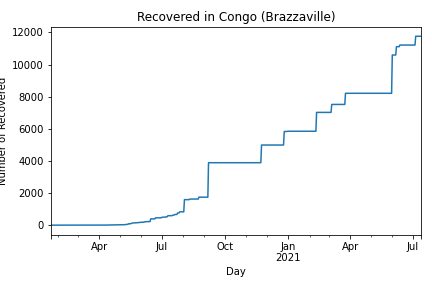 Recovered in Congo (Brazzaville)
Number of Recovered
12000
10000
8000
6000
4000
2000
0
Apr Jul Oct Jan Apr Jul
2021
Day